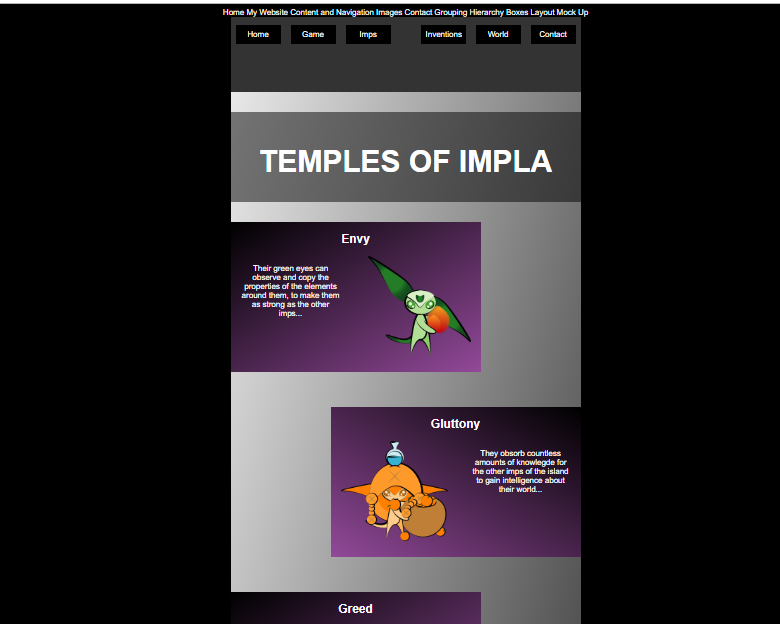 Home My Website Content and Navigation Images Contact Grouping Hierarchy Boxes Layout Mock Up
Home Game Imps Inventions World Contact
TEMPLES OF IMPLA
Envy
Their green eyes can
observe and copy the
properties of the elements
around them, to make them
as strong as the other
imps...
Gluttony
They obsorb countless
amounts of knowlegde for
the other imps of the island
to gain intelligence about
their world...
Greed